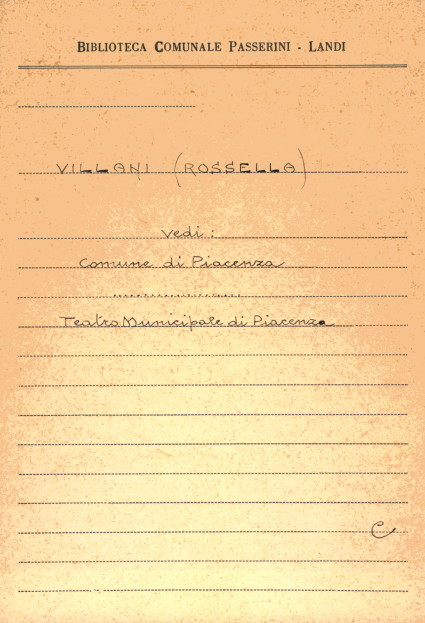 BIBLIOTECA COMUNALE PASSERINI - LANDI
VILLANI (ROSSELLA)
Vedi :
Comune di Piacenza
.....................
Teatro Municipale di Piacenza
C